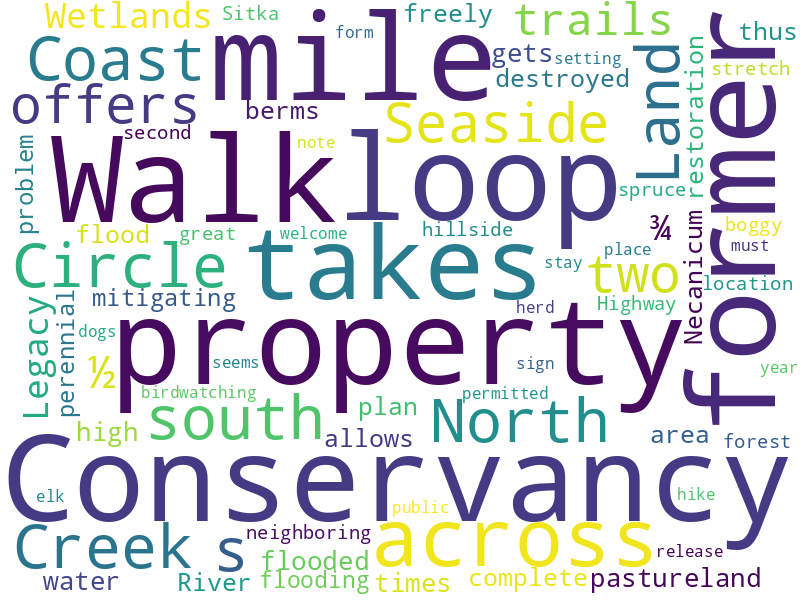 Wetlands Sitka mile form freely trails former thus
Coast gets setting Land stretch
offers berms destroyed restoration
second note Seaside
problem Walk loop spruce ¾ boggy
flood great welcome hillside Necanicum must
Circle takes place two location
stay
Legacy perennial mitigating herd Highway
dogs property
½ seems sign year
birdwatching permitted
south plan North
high allows area forest
Conservancy
elk public hike
Creek s neighboring across release
water River flooded flooding times complete pastureland